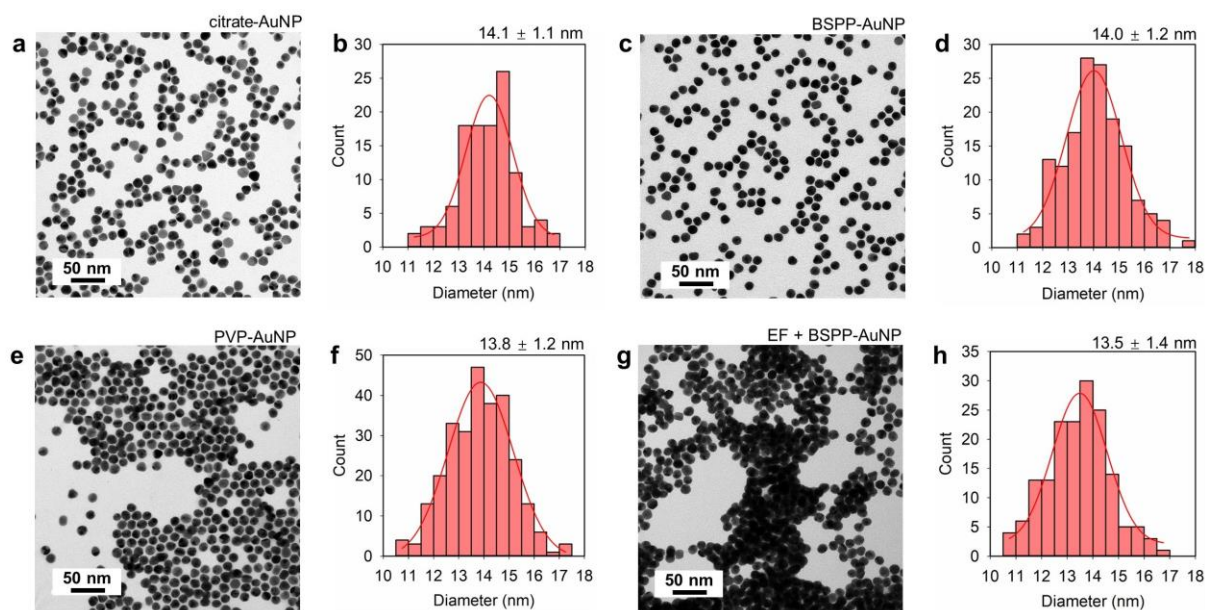 citrate-AuNP
a
50 nm
b
14.1 ± 1.1 nm
30
25
20
15
10
5
0
Count
10 11 12 13 14 15 16 17 18
Diameter (nm)
BSPP-AuNP
c
50 nm
d
14.0 ± 1.2 nm
30
25
20
15
10
5
0
Count
10 11 12 13 14 15 16 17 18
Diameter (nm)
PVP-AuNP
e
50 nm
f
13.8 ± 1.2 nm
50
40
30
20
10
0
Count
10 11 12 13 14 15 16 17 18
Diameter (nm)
EF + BSPP-AuNP
g
50 nm
h
13.5 ± 1.4 nm
35
30
25
20
15
10
5
0
Count
10 11 12 13 14 15 16 17 18
Diameter (nm)